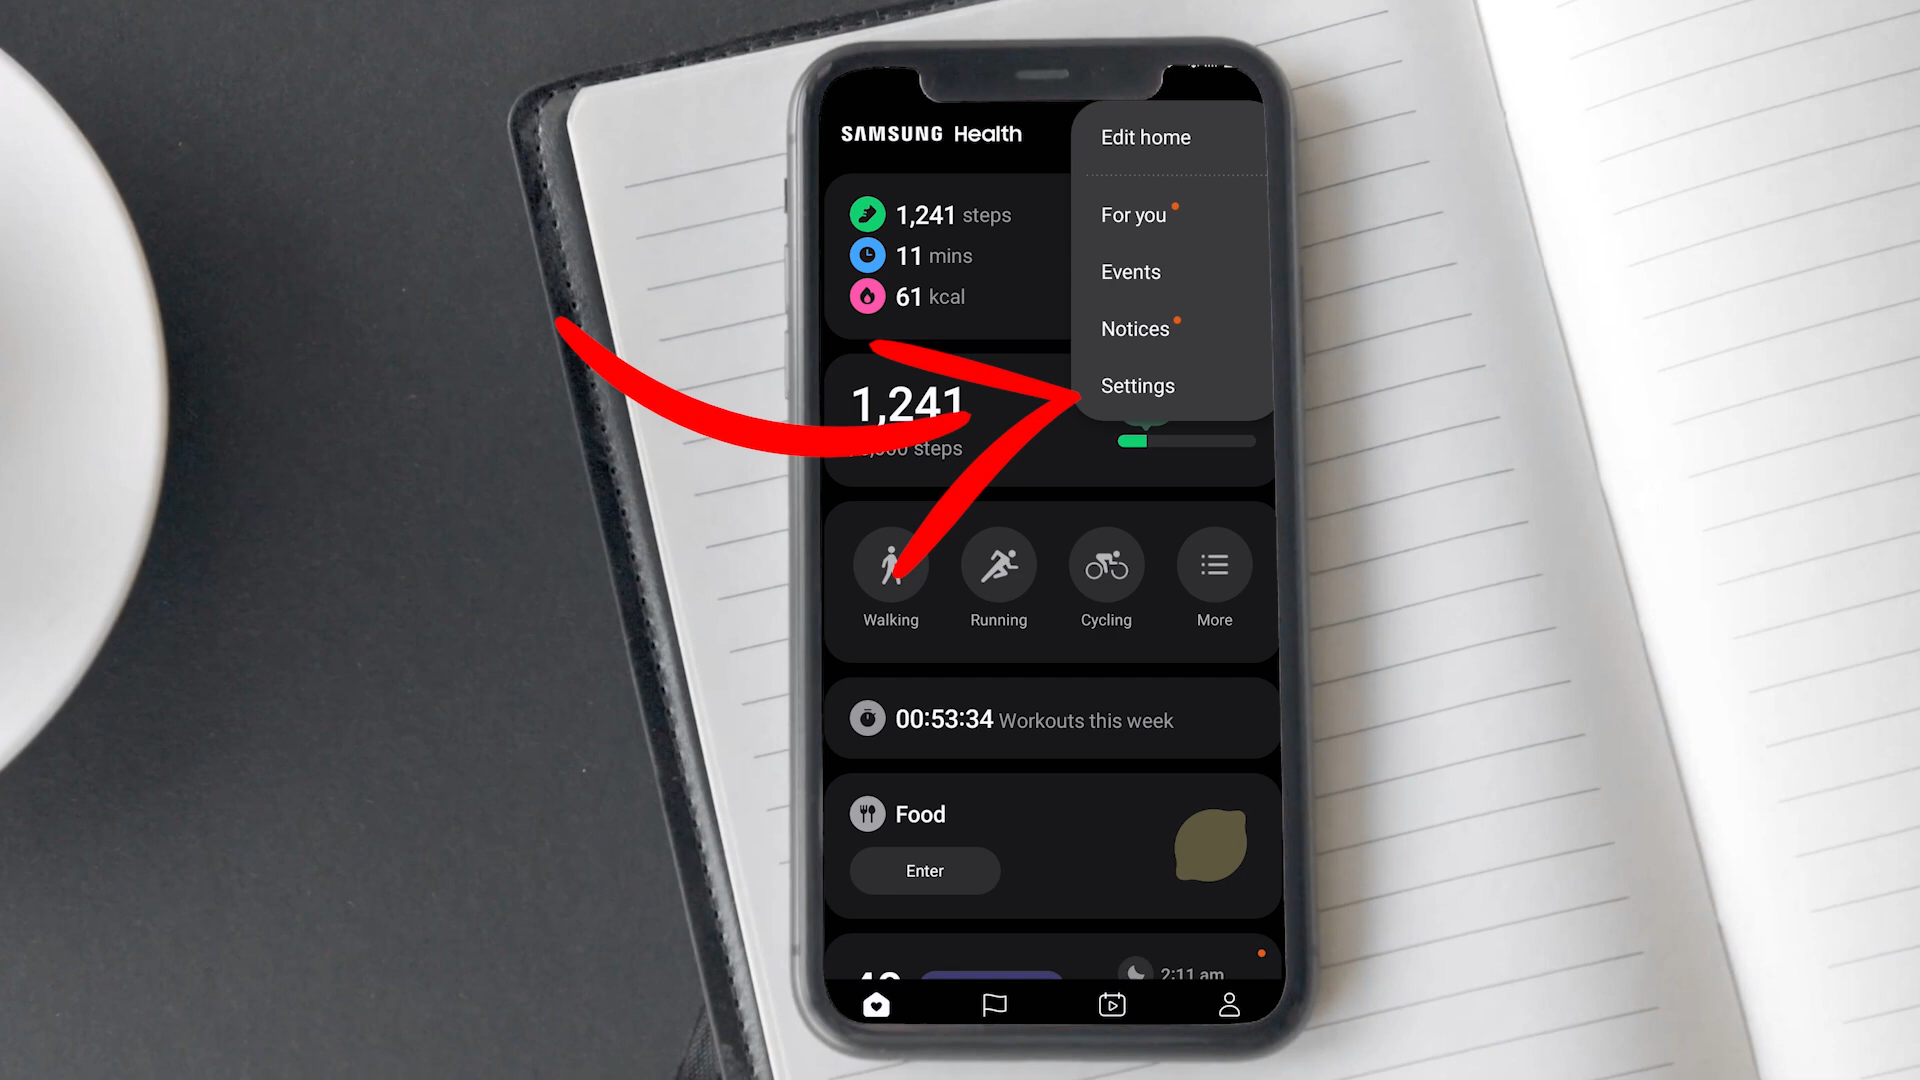 SAMSUNG Health
Edit home
For you
Events
Notices
Settings
1,241 steps
11 mins
61 kcal
1,241
steps
Walking
Running
Cycling
More
00:53:34 Workouts this week
Food
Enter
2:11 am